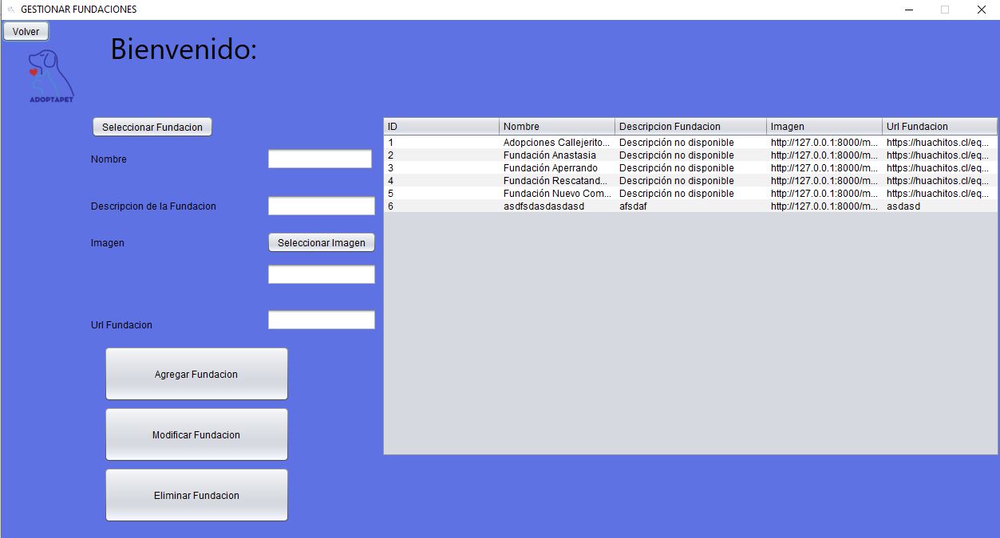 GESTIONAR FUNDACIONES
Volver
Bienvenido:
ADOPTAPET
Seleccionar Fundacion
Nombre
Descripcion de la Fundacion
Imagen
Seleccionar Imagen
Url Fundacion
Agregar Fundacion
Modificar Fundacion
Eliminar Fundacion
ID Nombre Descripcion Fundacion Imagen Url Fundacion
1 Adopciones Callejerito... Descripción no disponible http://127.0.0.1:8000/m... https://huachitos.cl/eq...
2 Fundación Anastasia Descripción no disponible http://127.0.0.1:8000/m... https://huachitos.cl/eq...
3 Fundación Aperrando Descripción no disponible http://127.0.0.1:8000/m... https://huachitos.cl/eq...
4 Fundación Rescatand... Descripción no disponible http://127.0.0.1:8000/m... https://huachitos.cl/eq...
5 Fundación Nuevo Com... Descripción no disponible http://127.0.0.1:8000/m... https://huachitos.cl/eq...
6 asdfsdasdasdasd afsdaf http://127.0.0.1:8000/m... asdasd